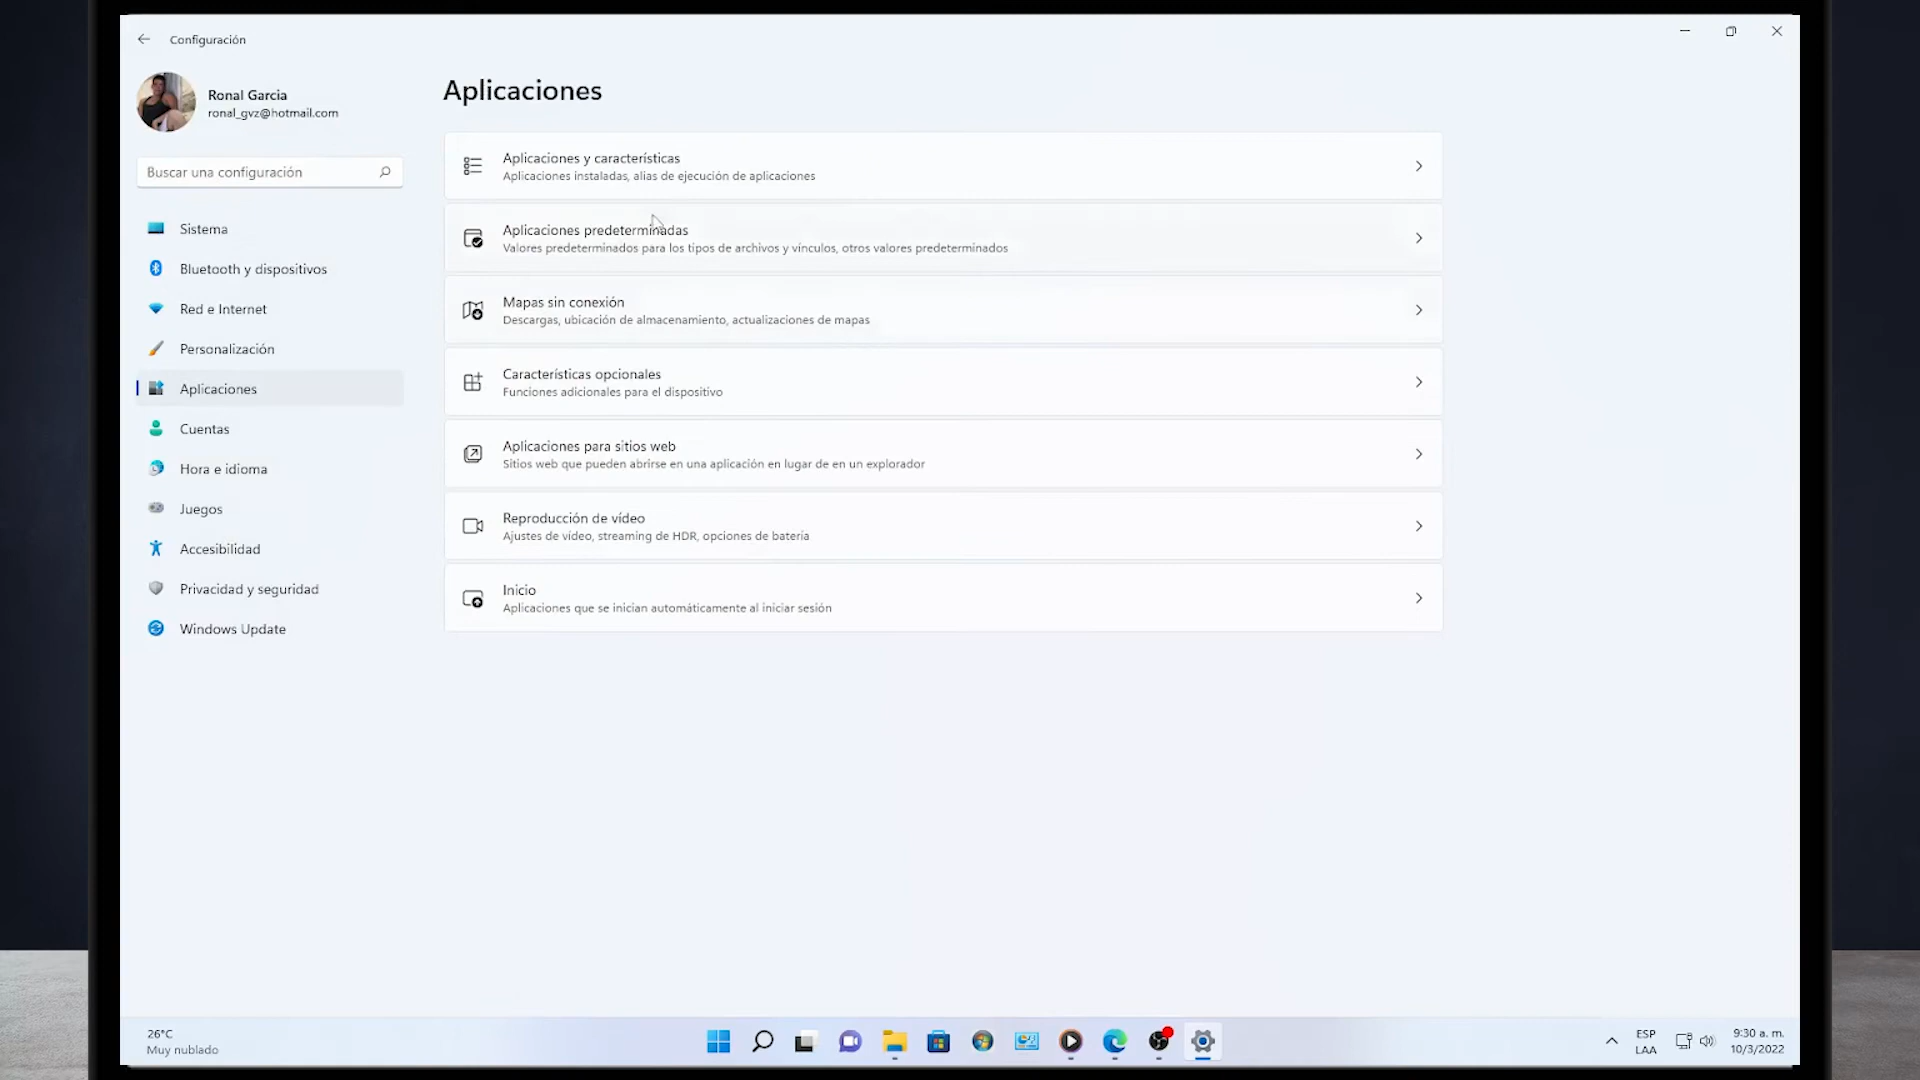 Configuración
Ronal Garcia
ronal_gvz@hotmail.com
Buscar una configuración
Sistema
Bluetooth y dispositivos
Red e Internet
Personalización
Aplicaciones
Cuentas
Hora e idioma
Juegos
Accesibilidad
Privacidad y seguridad
Windows Update
Aplicaciones
Aplicaciones y características
Aplicaciones instaladas, alias de ejecución de aplicaciones
Aplicaciones predeterminadas
Valores predeterminados para los tipos de archivos y vínculos, otros valores predeterminados
Mapas sin conexión
Descargas, ubicación de almacenamiento, actualizaciones de mapas
Características opcionales
Funciones adicionales para el dispositivo
Aplicaciones para sitios web
Sitios web que pueden abrirse en una aplicación en lugar de en un explorador
Reproducción de vídeo
Ajustes de vídeo, streaming de HDR, opciones de batería
Inicio
Aplicaciones que se inician automáticamente al iniciar sesión
26°C
Muy nublado
ESP
LAA
9:30 a. m.
10/3/2022